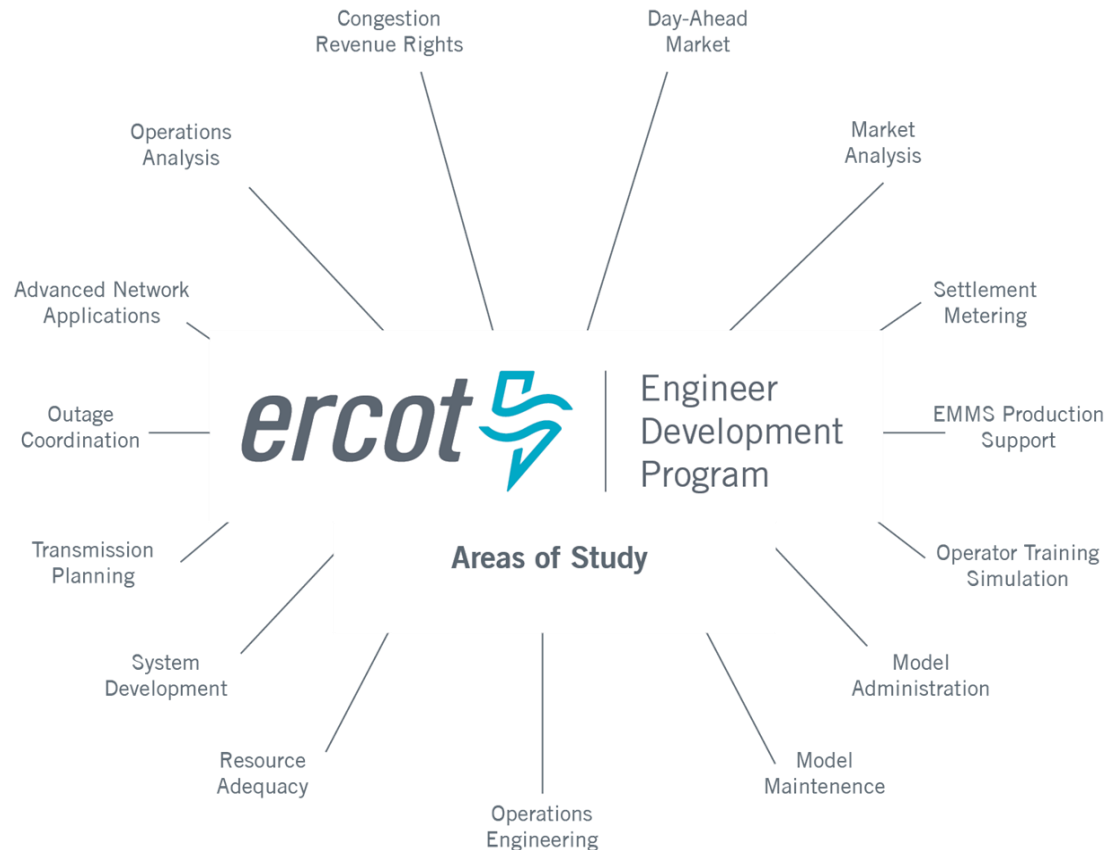 Congestion
Revenue Rights
Day-Ahead
Market
Operations
Analysis
Market
Analysis
Advanced Network
Applications
Settlement
Metering
Outage
Coordination
ercot
Engineer
Development
Program
EMMS Production
Support
Transmission
Planning
Areas of Study
Operator Training
Simulation
System
Development
Model
Administration
Resource
Adequacy
Model
Maintenence
Operations
Engineering